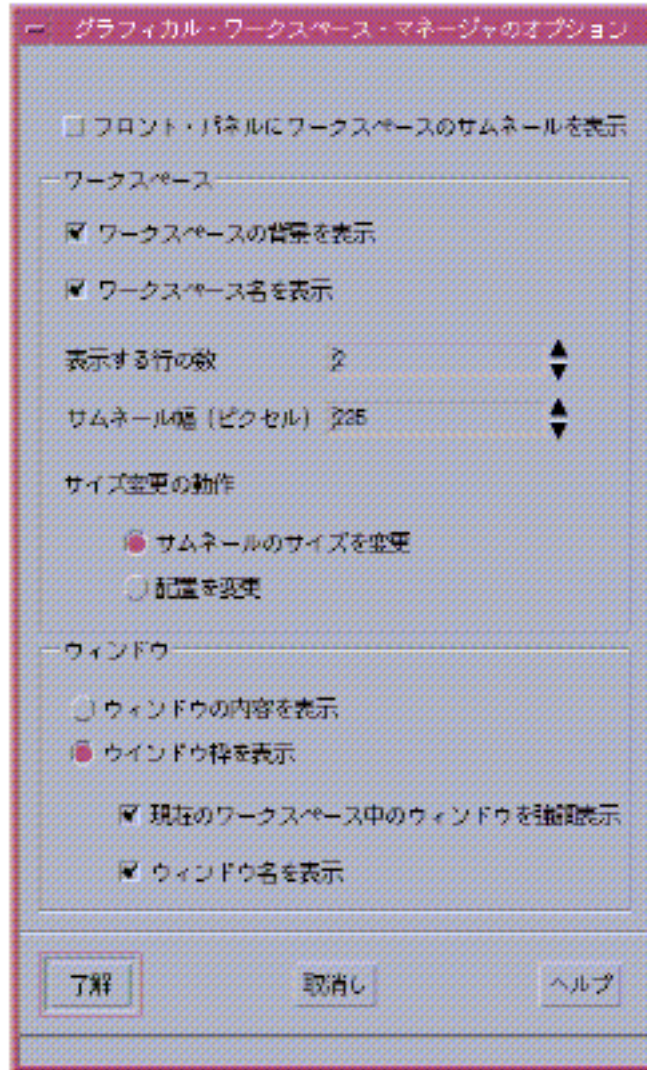 グラフィカル・ワークスペース・マネージャのオプション
フロント・パネルにワークスペースのサムネールを表示
ワークスペース
ワークスペースの背景を表示
ワークスペース名を表示
表示する行の数 2
サムネール幅 (ピクセル) 225
サイズ変更の動作
サムネールのサイズを変更
配置を変更
ウィンドウ
ウィンドウの内容を表示
ウインドウ枠を表示
現在のワークスペース中のウィンドウを強調表示
ウィンドウ名を表示
了解 取消し ヘルプ